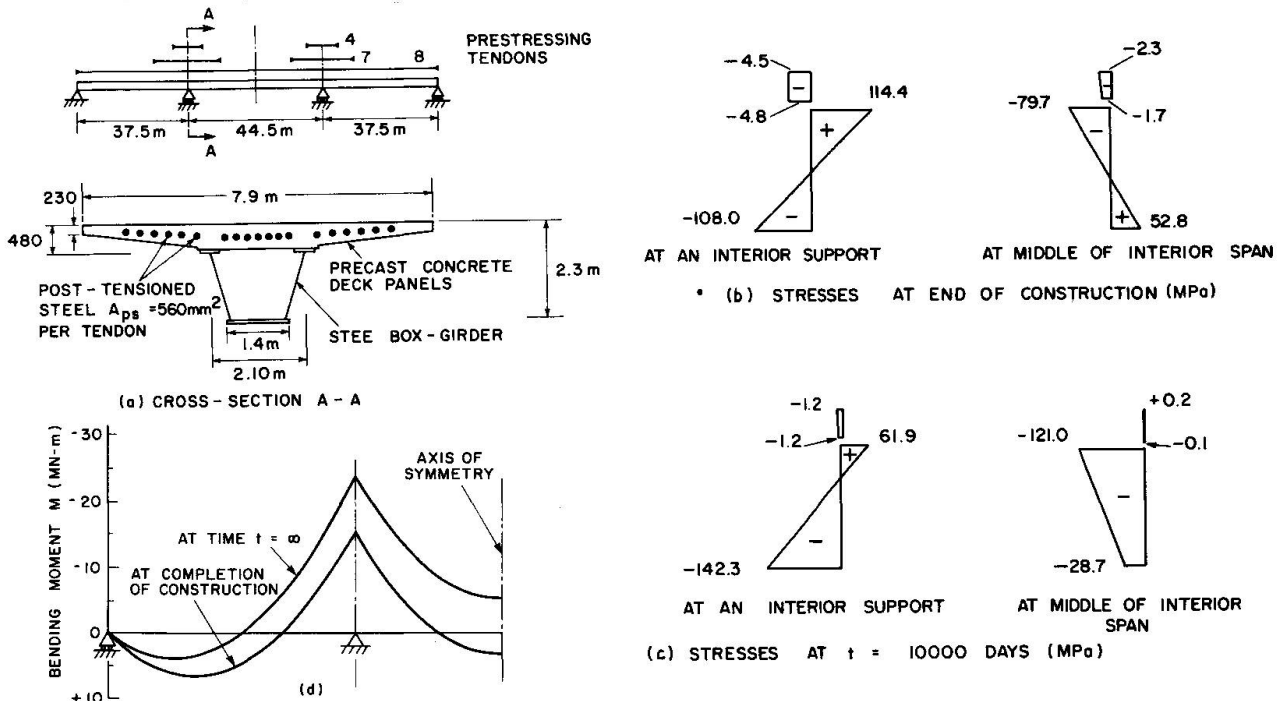 A
4
7
8
PRESTRESSING
TENDONS
37.5 m
44.5 m
37.5 m
A
7.9 m
230
480
2.3 m
POST-TENSIONED
STEEL Aps =560mm2
PER TENDON
PRECAST CONCRETE
DECK PANELS
1.4m
STEE BOX-GIRDER
2.10m
(a) CROSS-SECTION A-A
BENDING MOMENT M (MN-m)
-30
-20
-10
0
+10
AT TIME t = ∞
AT COMPLETION
OF CONSTRUCTION
AXIS OF
SYMMETRY
(d)
-4.5
-4.8
114.4
+
-
-108.0
-
AT AN INTERIOR SUPPORT
-2.3
-79.7
-
-1.7
-
+
52.8
AT MIDDLE OF INTERIOR SPAN
(b) STRESSES AT END OF CONSTRUCTION (MPa)
-1.2
-1.2
61.9
+
-
-142.3
AT AN INTERIOR SUPPORT
+0.2
-121.0
-0.1
-
-28.7
AT MIDDLE OF INTERIOR
SPAN
(c) STRESSES AT t = 10000 DAYS (MPa)